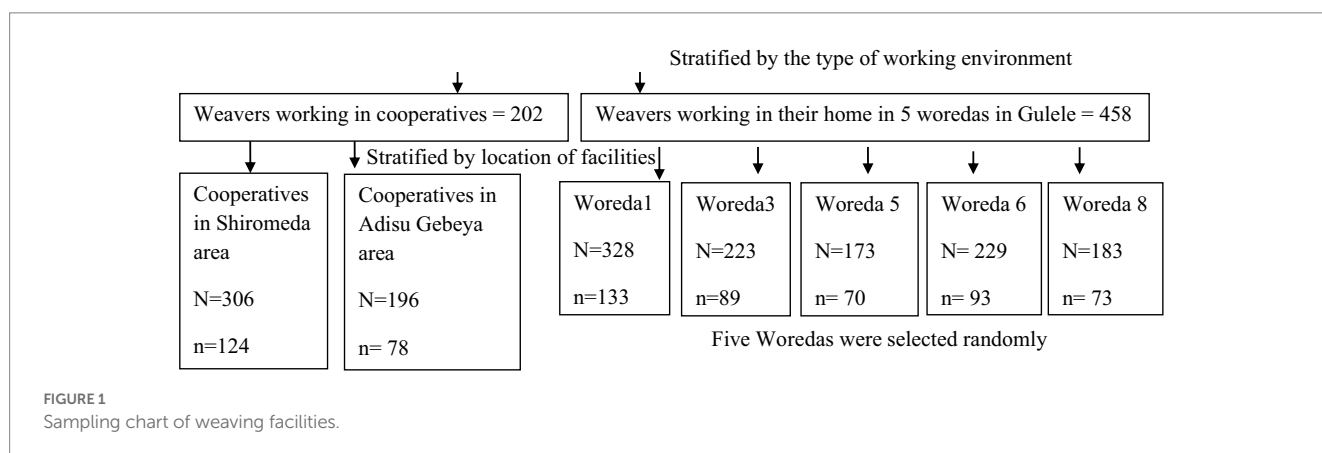 Stratified by the type of working environment
Weavers working in cooperatives = 202
Weavers working in their home in 5 woredas in Gulele = 458
Stratified by location of facilities
Cooperatives
in Shiromeda
area
N=306
n=124
Cooperatives in
Adisu Gebeya
area
N=196
n= 78
Woreda1
N=328
n=133
Woreda3
N=223
n=89
Woreda 5
N=173
n= 70
Woreda 6
N= 229
n= 93
Woreda 8
N=183
n= 73
Five Woredas were selected randomly
FIGURE 1
Sampling chart of weaving facilities.